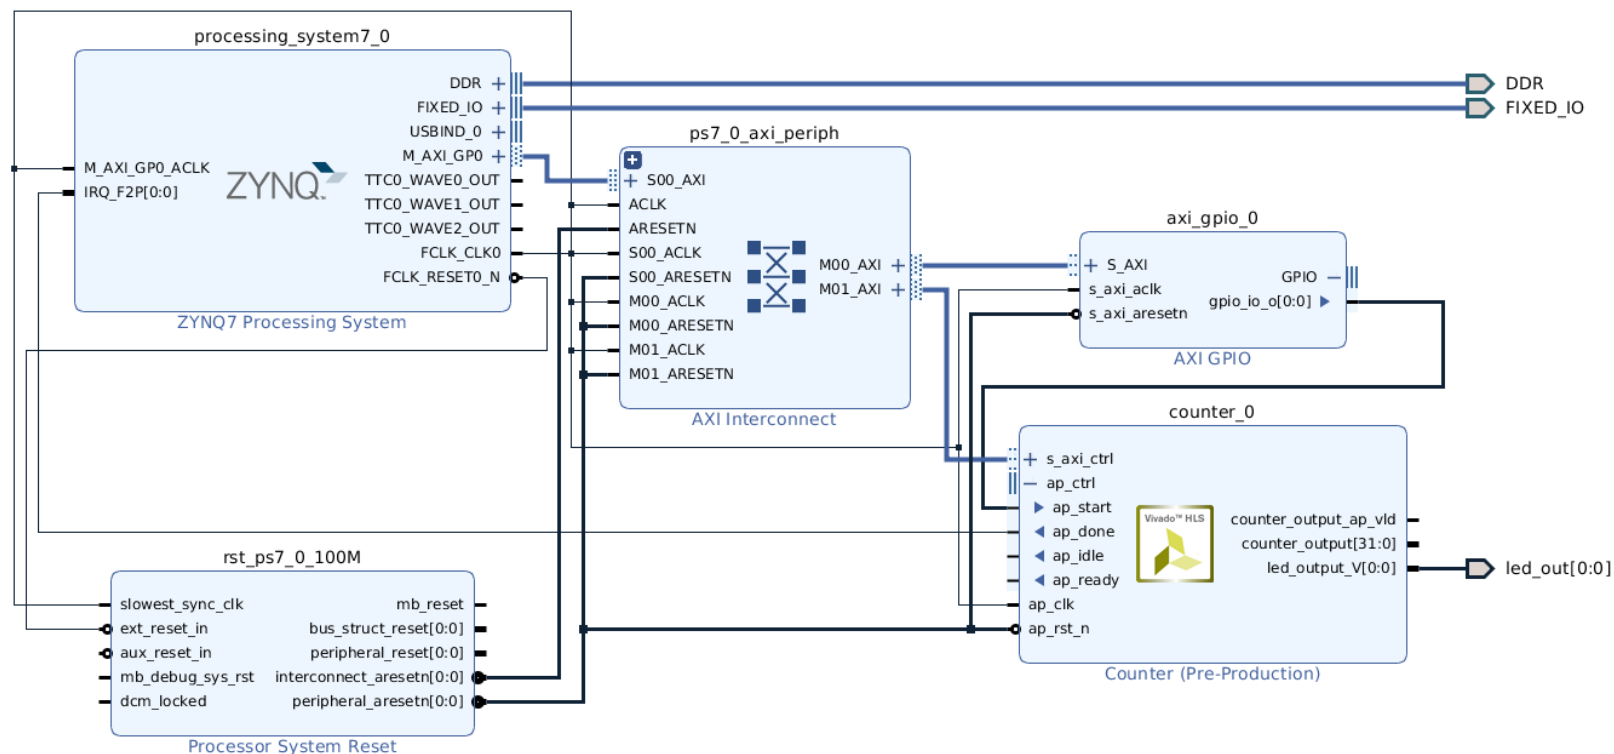 processing_system7_0
DDR
FIXED_IO
USBIND_0
M_AXI_GP0
M_AXI_GP0_ACLK
IRQ_F2P[0:0]
ZYNQ
TTC0_WAVE0_OUT
TTC0_WAVE1_OUT
TTC0_WAVE2_OUT
FCLK_CLK0
FCLK_RESET0_N
ZYNQ7 Processing System
DDR
FIXED_IO
ps7_0_axi_periph
S00_AXI
ACLK
ARESETN
S00_ACLK
S00_ARESETN
M00_ACLK
M00_ARESETN
M01_ACLK
M01_ARESETN
M00_AXI
M01_AXI
AXI Interconnect
axi_gpio_0
S_AXI
s_axi_aclk
s_axi_aresetn
GPIO
gpio_io_o[0:0]
AXI GPIO
counter_0
s_axi_ctrl
ap_ctrl
ap_start
ap_done
ap_idle
ap_ready
ap_clk
ap_rst_n
Vivado™ HLS
counter_output_ap_vld
counter_output[31:0]
led_output_V[0:0]
Counter (Pre-Production)
led_out[0:0]
rst_ps7_0_100M
slowest_sync_clk
ext_reset_in
aux_reset_in
mb_debug_sys_rst
dcm_locked
mb_reset
bus_struct_reset[0:0]
peripheral_reset[0:0]
interconnect_aresetn[0:0]
peripheral_aresetn[0:0]
Processor System Reset